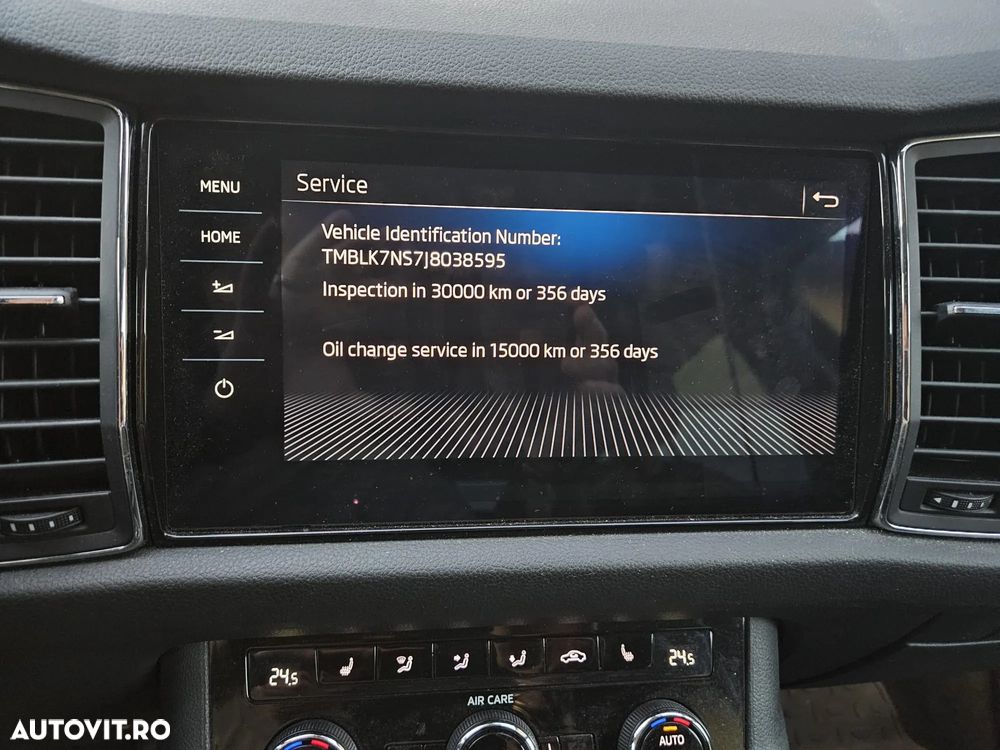 MENU
HOME
Service
Vehicle Identification Number:
TMBLK7NS7J8038595
Inspection in 30000 km or 356 days
Oil change service in 15000 km or 356 days
24.5
24.5
AIR CARE
AUTO
AUTOVIT.RO